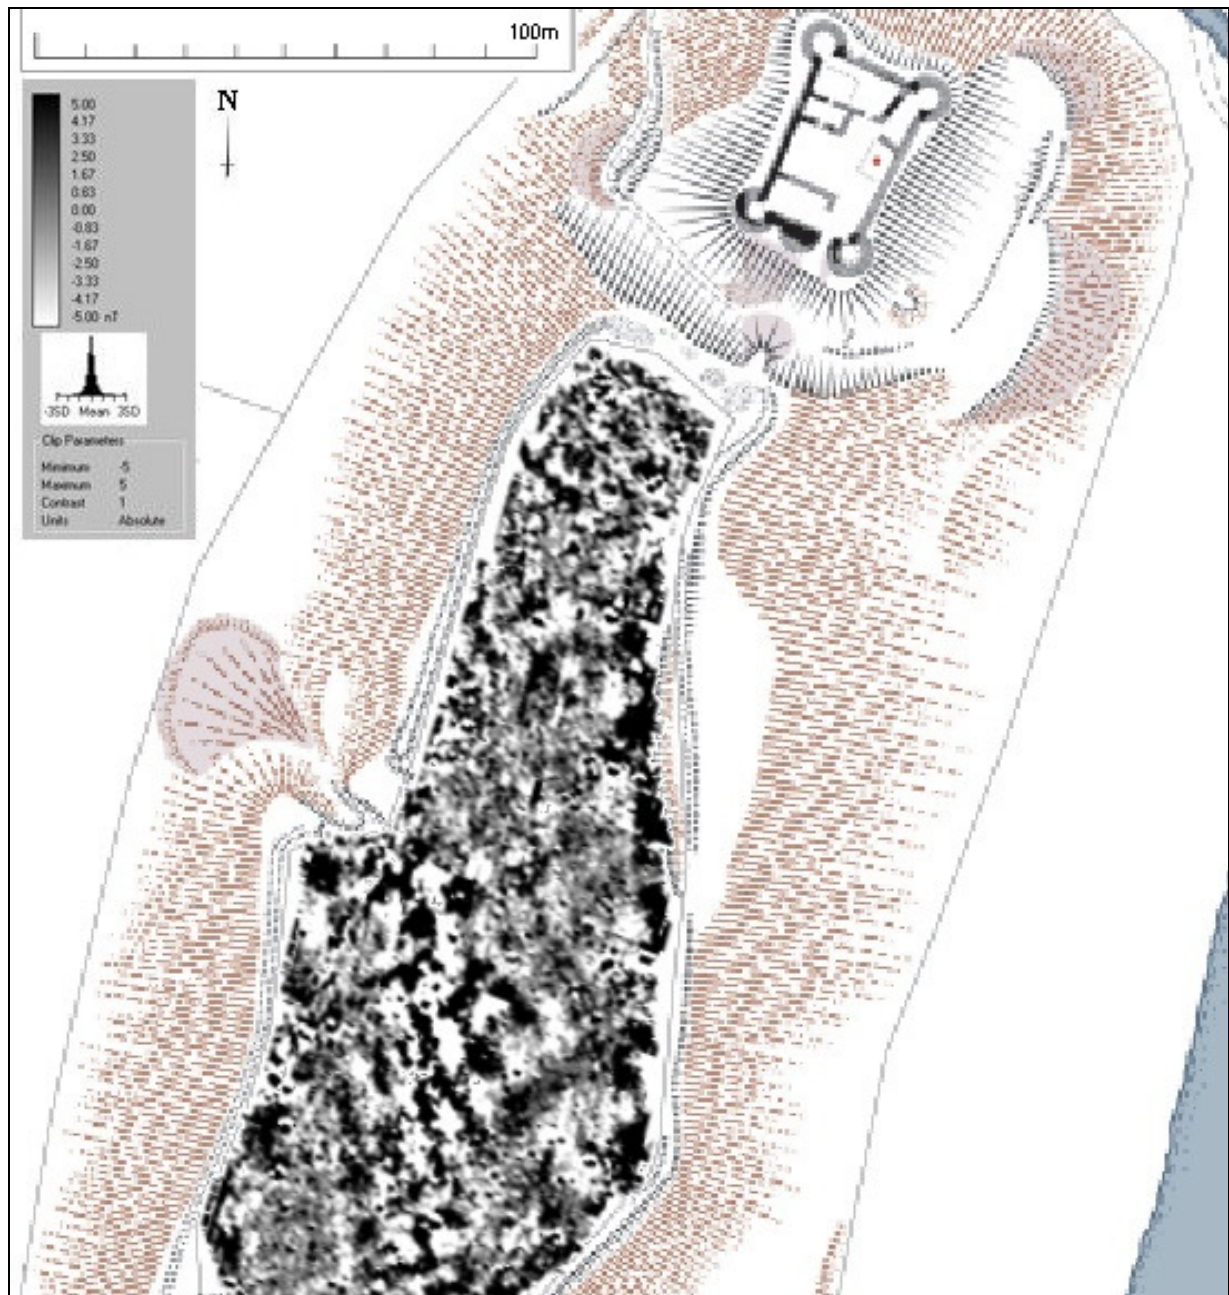 100m
N
5.00
4.17
3.33
2.50
1.67
0.83
0.00
-0.83
-1.67
-2.50
-3.33
-4.17
-5.00 nT
-3SD Mean 3SD
Clip Parameters
Minimum -5
Maximum 5
Contrast 1
Units Absolute